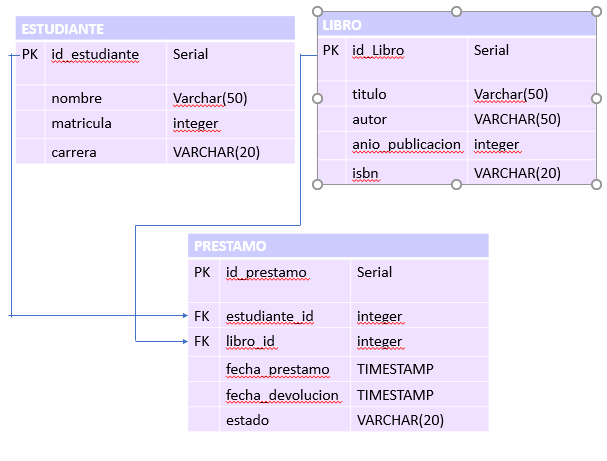 ESTUDIANTE
PK id_estudiante Serial
nombre Varchar(50)
matricula integer
carrera VARCHAR(20)
LIBRO
PK id_Libro Serial
titulo Varchar(50)
autor VARCHAR(50)
anio_publicacion integer
isbn VARCHAR(20)
PRESTAMO
PK id_prestamo Serial
FK estudiante_id integer
FK libro_id integer
fecha_prestamo TIMESTAMP
fecha_devolucion TIMESTAMP
estado VARCHAR(20)